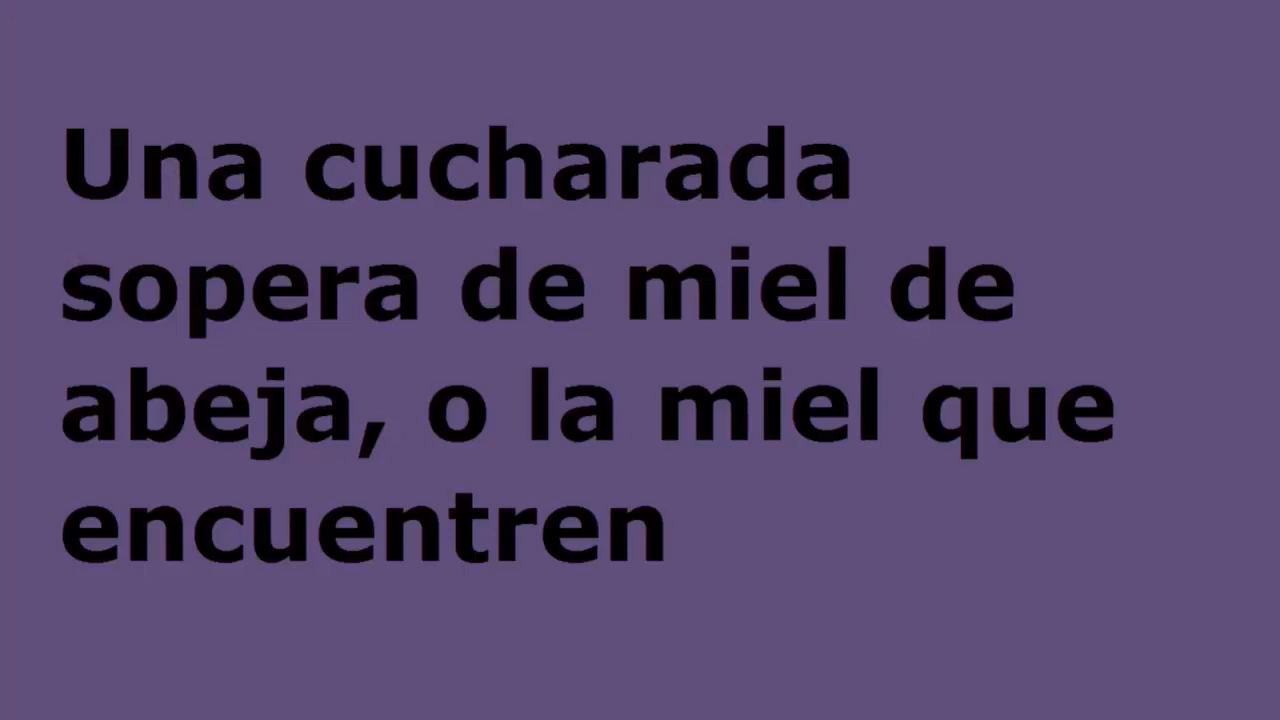 Una cucharada
sopera de miel de
abeja, o la miel que
encuentren